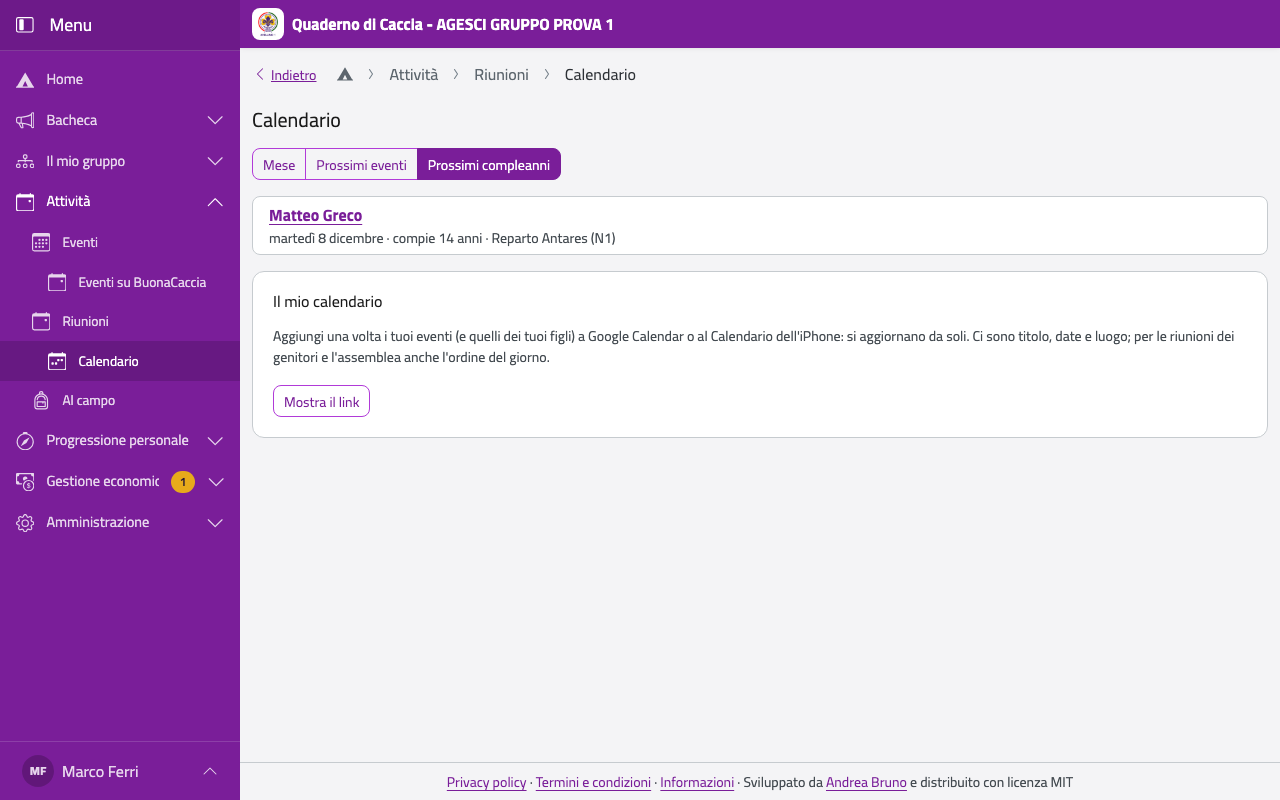 Menu
Quaderno di Caccia - AGESCI GRUPPO PROVA 1
Home
Bacheca
Il mio gruppo
Attività
Eventi
Eventi su BuonaCaccia
Riunioni
Calendario
Al campo
Progressione personale
Gestione economic
1
Amministrazione
MF
Marco Ferri
Indietro
Attività
Riunioni
Calendario
Calendario
Mese
Prossimi eventi
Prossimi compleanni
Matteo Greco
martedì 8 dicembre · compie 14 anni · Reparto Antares (N1)
Il mio calendario
Aggiungi una volta i tuoi eventi (e quelli dei tuoi figli) a Google Calendar o al Calendario dell'iPhone: si aggiornano da soli. Ci sono titolo, date e luogo; per le riunioni dei
genitori e l'assemblea anche l'ordine del giorno.
Mostra il link
Privacy policy · Termini e condizioni · Informazioni · Sviluppato da Andrea Bruno e distribuito con licenza MIT